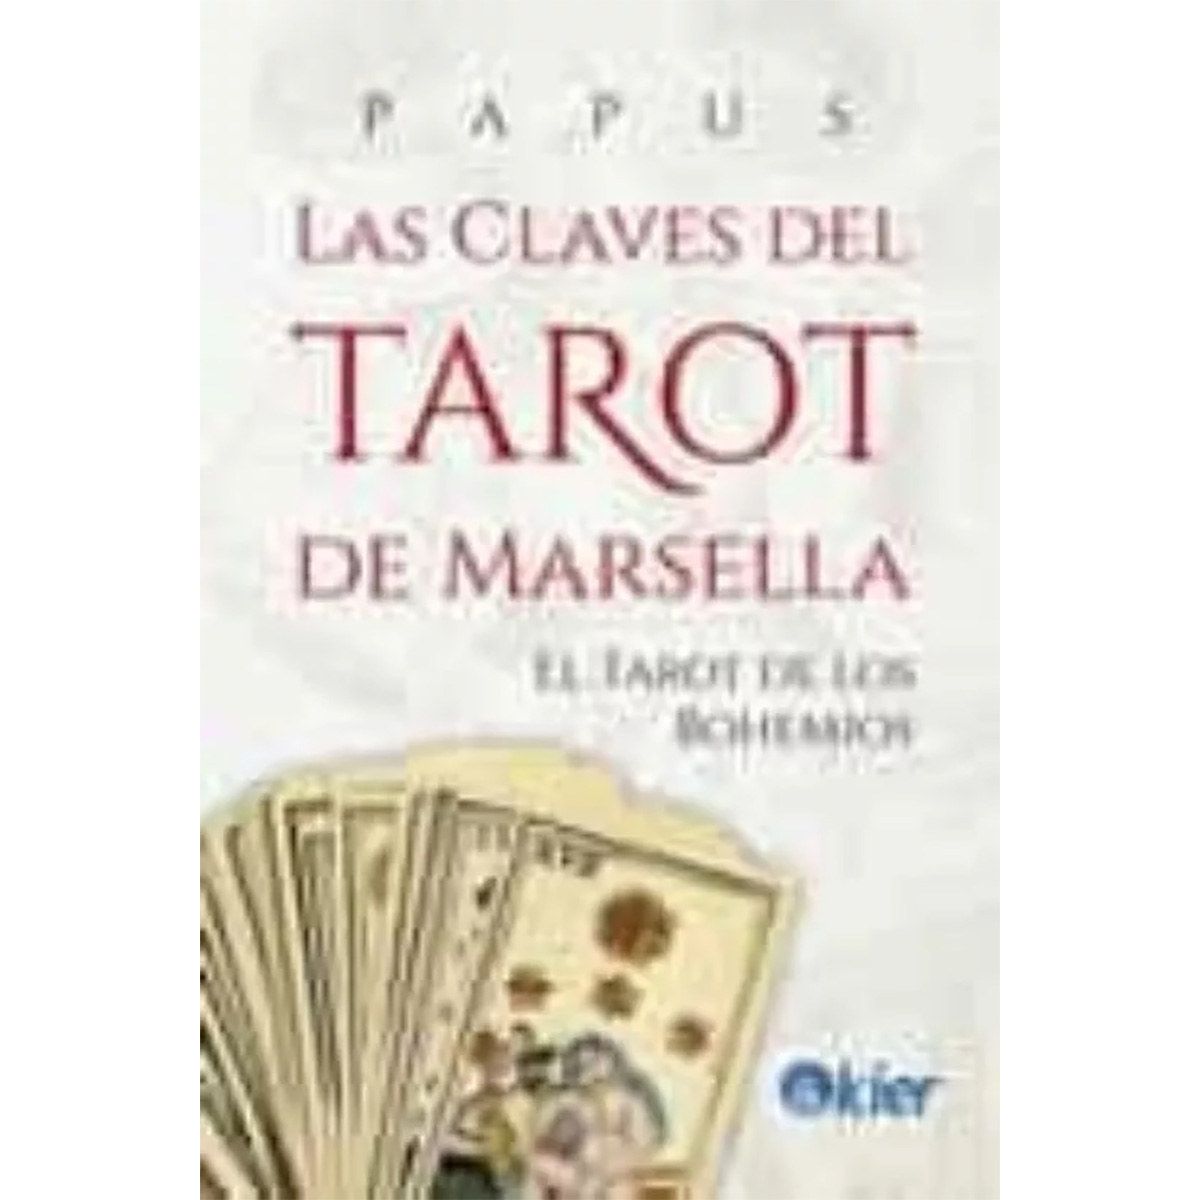 PAPUS
LAS CLAVES DEL
TAROT
DE MARSELLA
EL TAROT DE LOS
BOHEMIOS
kier